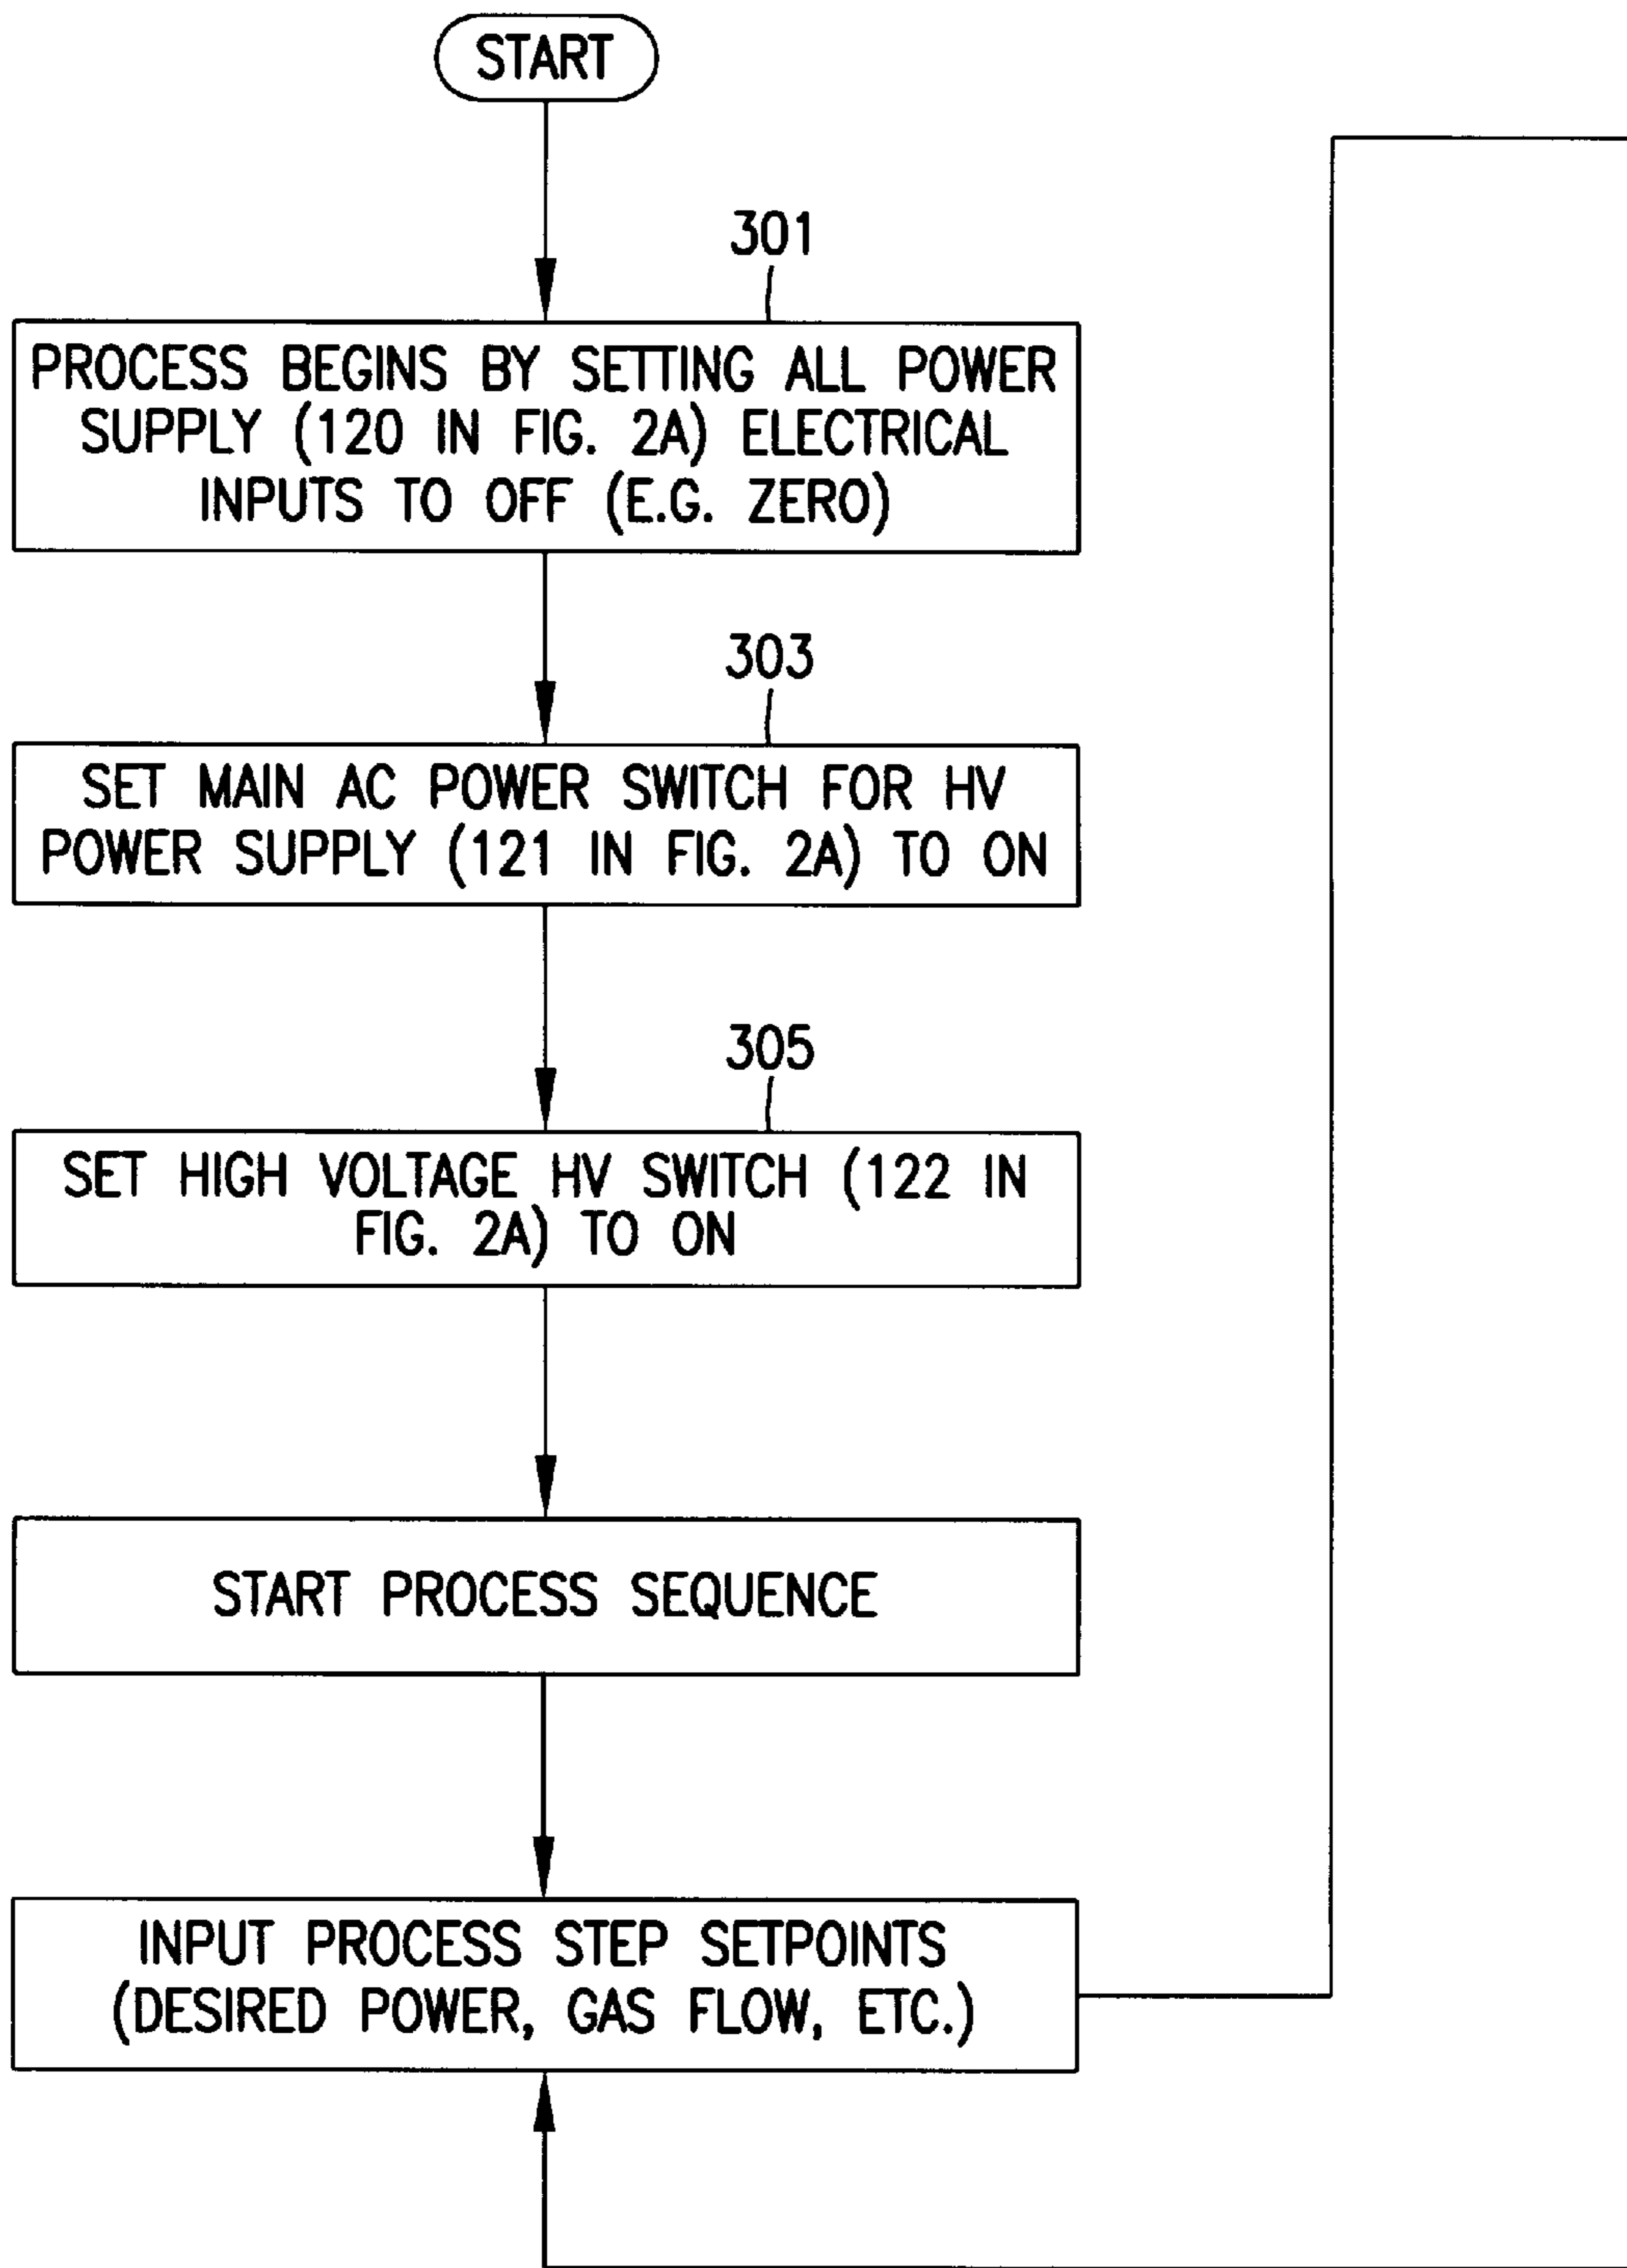 START
301
PROCESS BEGINS BY SETTING ALL POWER
SUPPLY (120 IN FIG. 2A) ELECTRICAL
INPUTS TO OFF (E.G. ZERO)
303
SET MAIN AC POWER SWITCH FOR HV
POWER SUPPLY (121 IN FIG. 2A) TO ON
305
SET HIGH VOLTAGE HV SWITCH (122 IN
FIG. 2A) TO ON
START PROCESS SEQUENCE
INPUT PROCESS STEP SETPOINTS
(DESIRED POWER, GAS FLOW, ETC.)